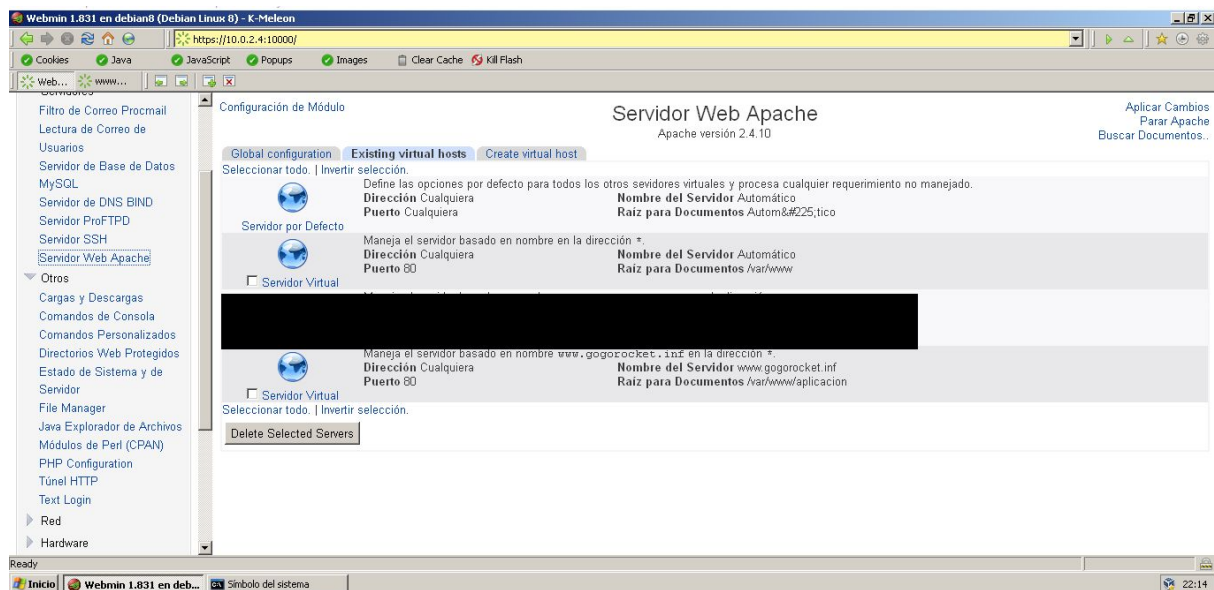 Webmin 1.831 en debian8 (Debian Linux 8) - K-Meleon
https://10.0.2.4:10000/
Cookies Java JavaScript Popups Images Clear Cache Kill Flash
Web... www...
Servidores
Filtro de Correo Procmail
Lectura de Correo de
Usuarios
Servidor de Base de Datos
MySQL
Servidor de DNS BIND
Servidor ProFTPD
Servidor SSH
Servidor Web Apache
Otros
Cargas y Descargas
Comandos de Consola
Comandos Personalizados
Directorios Web Protegidos
Estado de Sistema y de
Servidor
File Manager
Java Explorador de Archivos
Módulos de Perl (CPAN)
PHP Configuration
Túnel HTTP
Text Login
Red
Hardware
Configuración de Módulo
Servidor Web Apache
Apache versión 2.4.10
Aplicar Cambios
Parar Apache
Buscar Documentos..
Global configuration Existing virtual hosts Create virtual host
Seleccionar todo. | Invertir selección.
Define las opciones por defecto para todos los otros sevidores virtuales y procesa cualquier requerimiento no manejado.
Dirección Cualquiera Nombre del Servidor Automático
Puerto Cualquiera Raíz para Documentos Autom&#225;tico
Servidor por Defecto
Maneja el servidor basado en nombre en la dirección *.
Dirección Cualquiera Nombre del Servidor Automático
Puerto 80 Raíz para Documentos /var/www
Servidor Virtual
Maneja el servidor basado en nombre www.gogorocket.inf en la dirección *.
Dirección Cualquiera Nombre del Servidor www.gogorocket.inf
Puerto 80 Raíz para Documentos /var/www/aplicacion
Servidor Virtual
Seleccionar todo. | Invertir selección.
Delete Selected Servers
Ready
Inicio Webmin 1.831 en deb... Símbolo del sistema 22:14